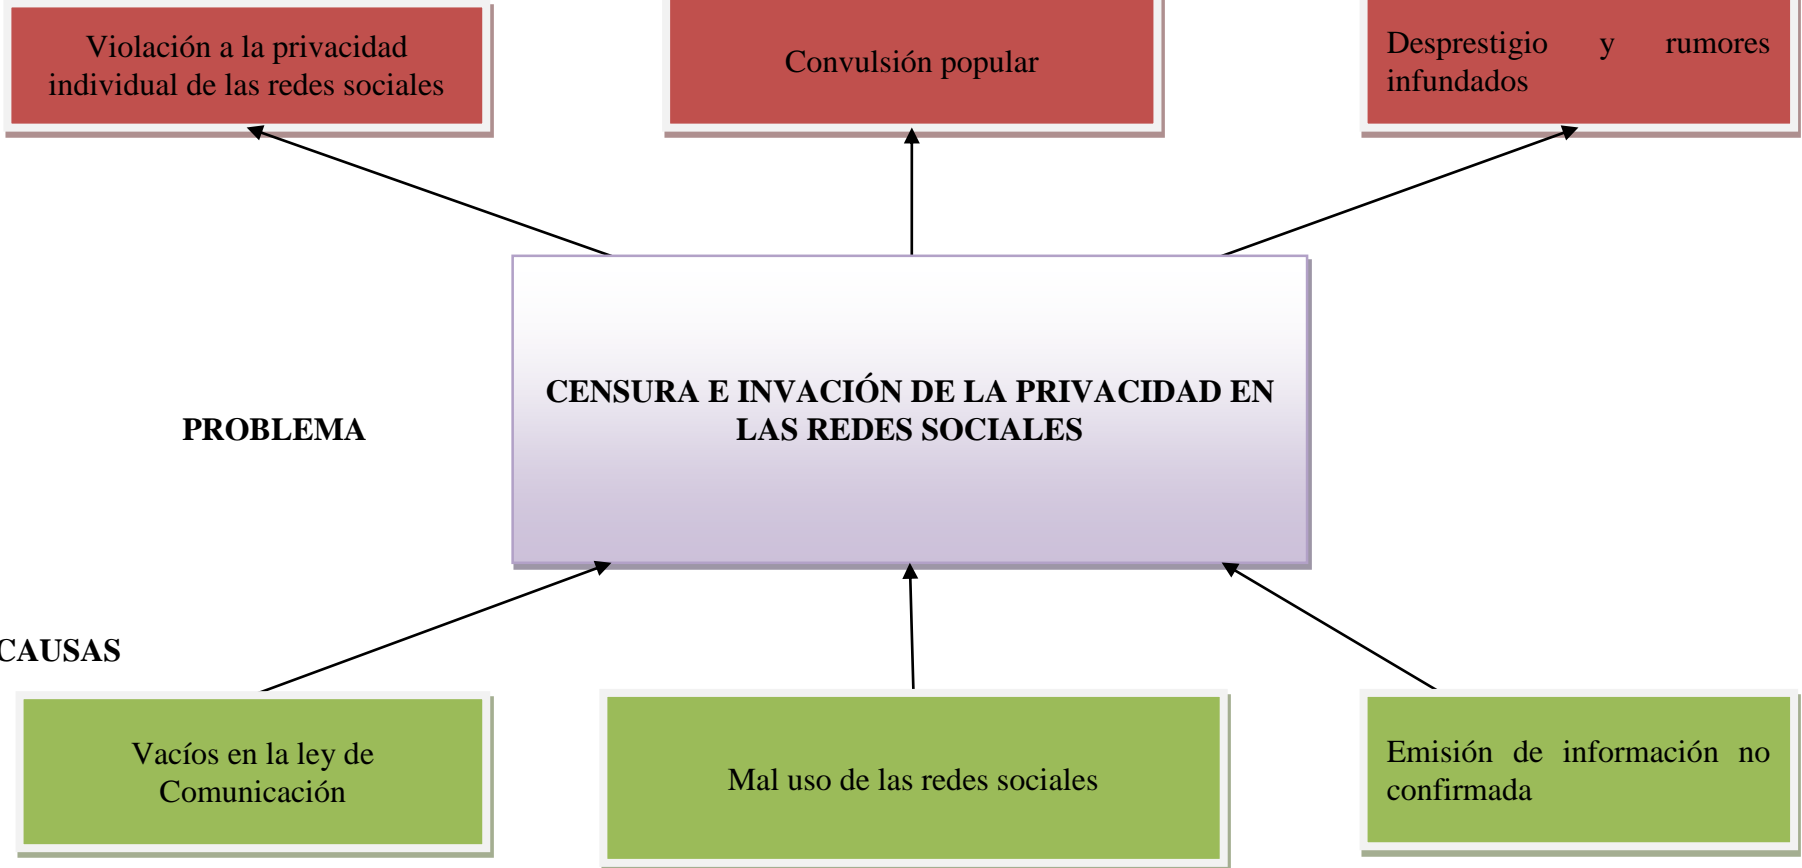 Violación a la privacidad
individual de las redes sociales
Convulsión popular
Desprestigio y rumores
infundados
CENSURA E INVACIÓN DE LA PRIVACIDAD EN
LAS REDES SOCIALES
PROBLEMA
CAUSAS
Vacíos en la ley de
Comunicación
Mal uso de las redes sociales
Emisión de información no
confirmada